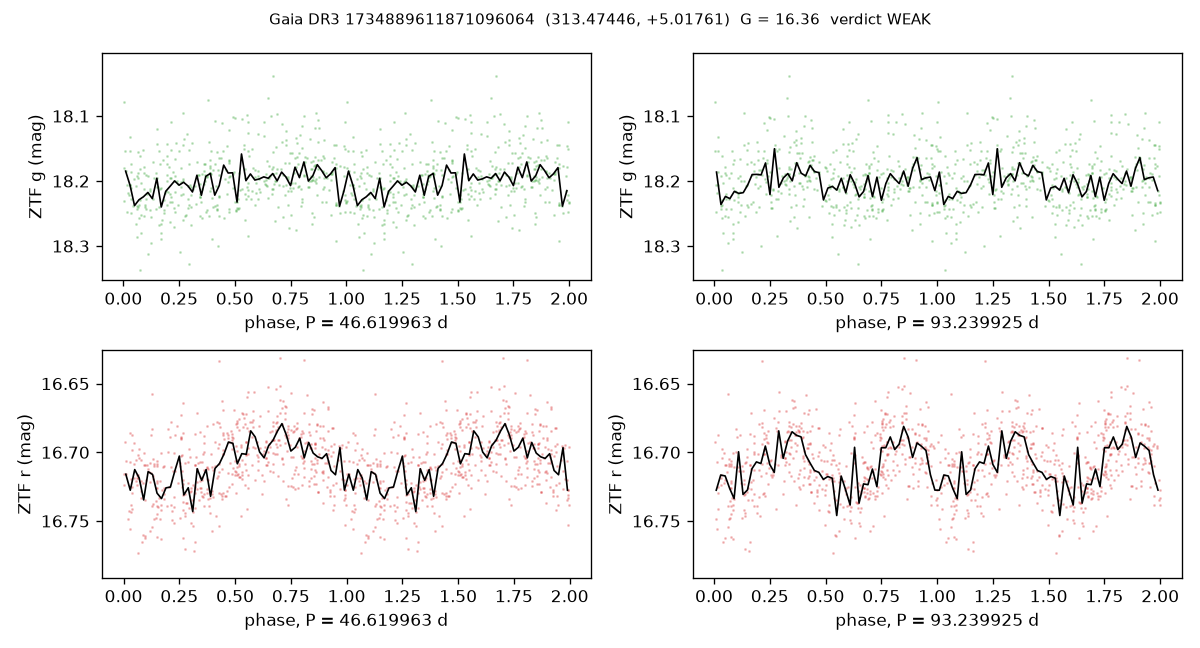 Gaia DR3 1734889611871096064 (313.47446, +5.01761) G = 16.36 verdict WEAK
ZTF g (mag)
18.1
18.2
18.3
0.00 0.25 0.50 0.75 1.00 1.25 1.50 1.75 2.00
phase, P = 46.619963 d
ZTF g (mag)
18.1
18.2
18.3
0.00 0.25 0.50 0.75 1.00 1.25 1.50 1.75 2.00
phase, P = 93.239925 d
ZTF r (mag)
16.65
16.70
16.75
0.00 0.25 0.50 0.75 1.00 1.25 1.50 1.75 2.00
phase, P = 46.619963 d
ZTF r (mag)
16.65
16.70
16.75
0.00 0.25 0.50 0.75 1.00 1.25 1.50 1.75 2.00
phase, P = 93.239925 d